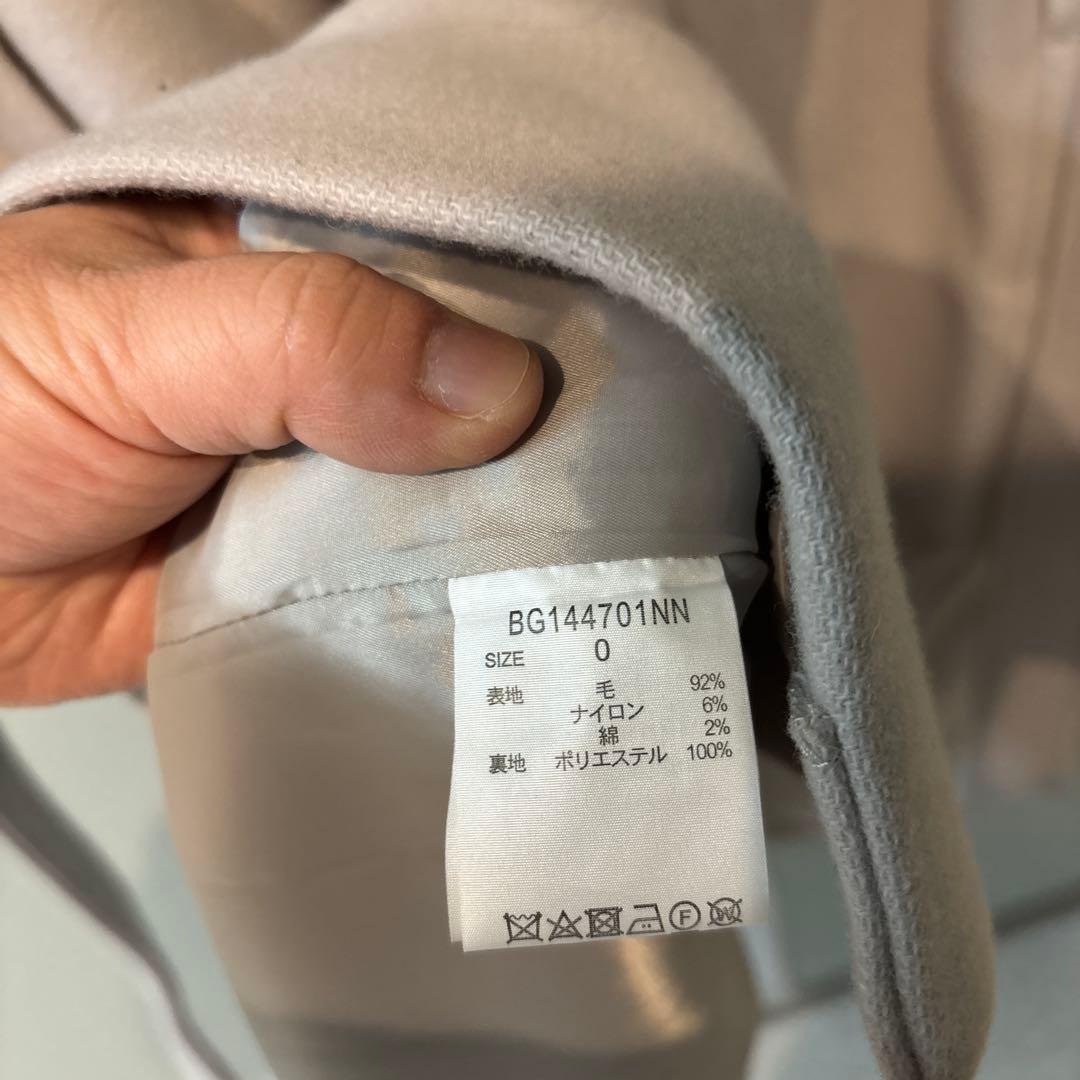 BG144701NN
SIZE 0
表地 毛 92%
ナイロン 6%
綿 2%
裏地 ポリエステル 100%
F W